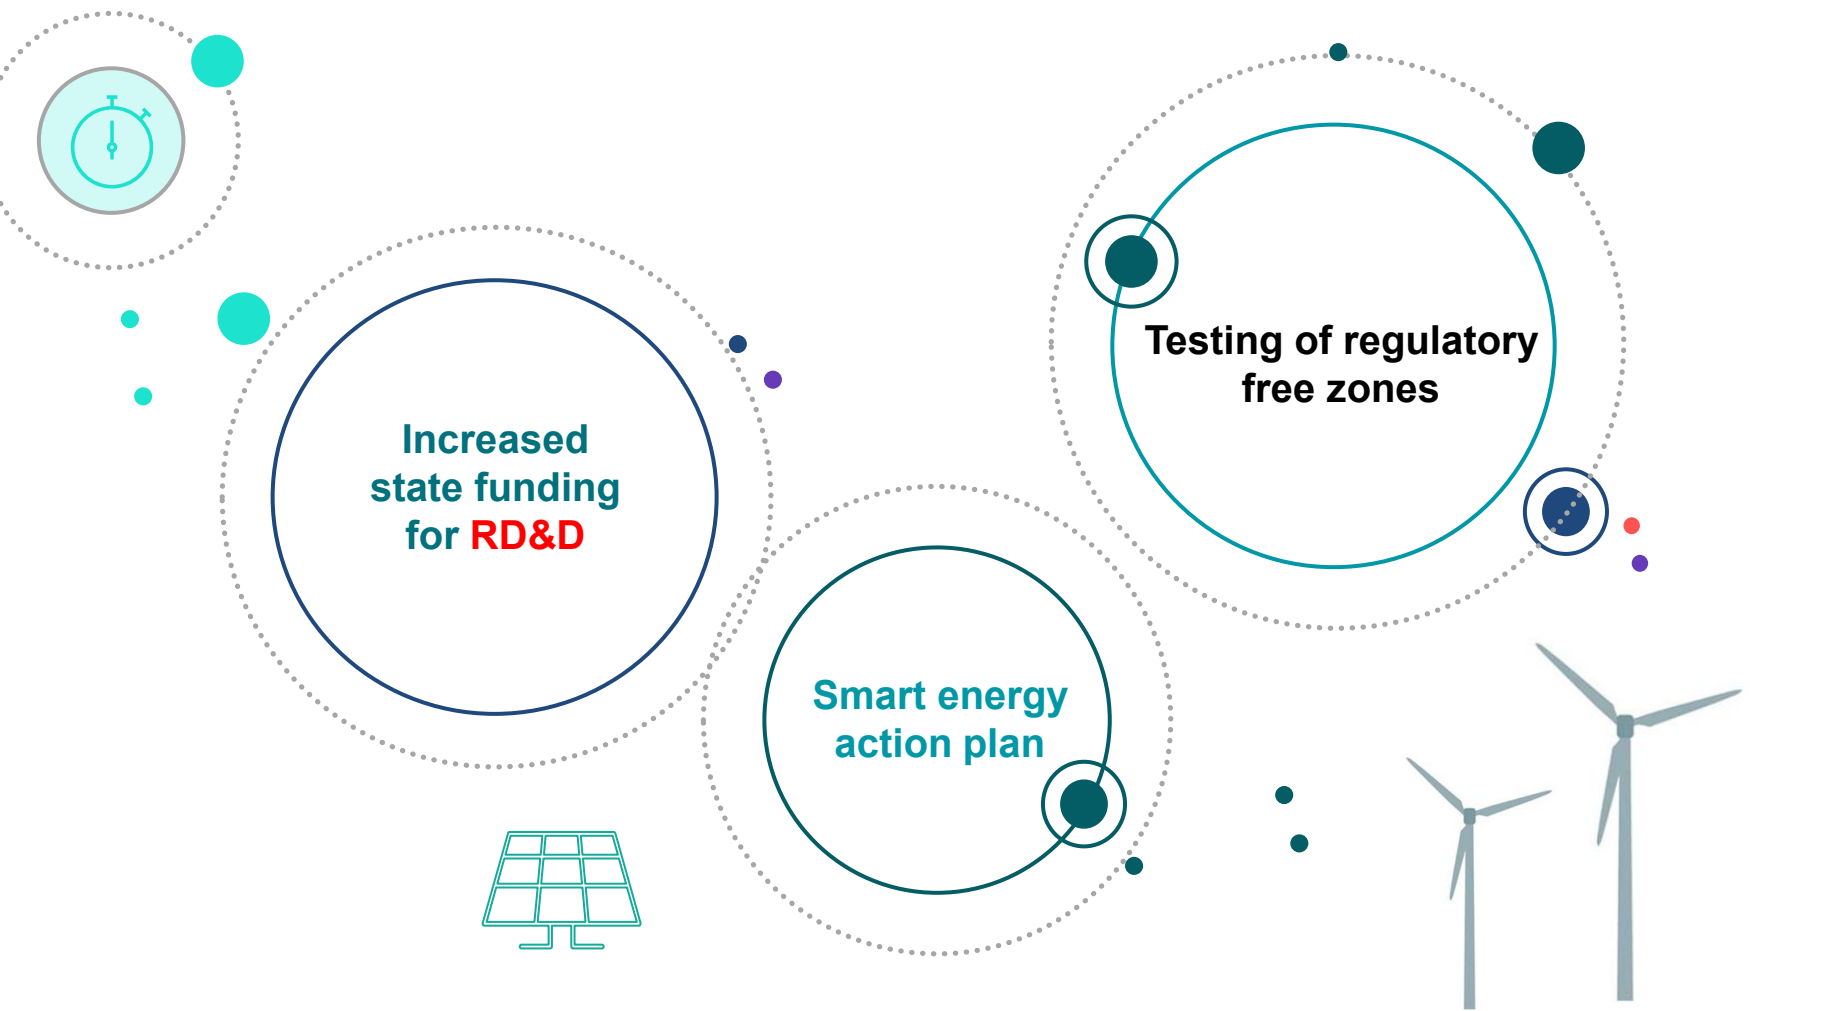 Increased
state funding
for RD&D
Smart energy
action plan
Testing of regulatory
free zones